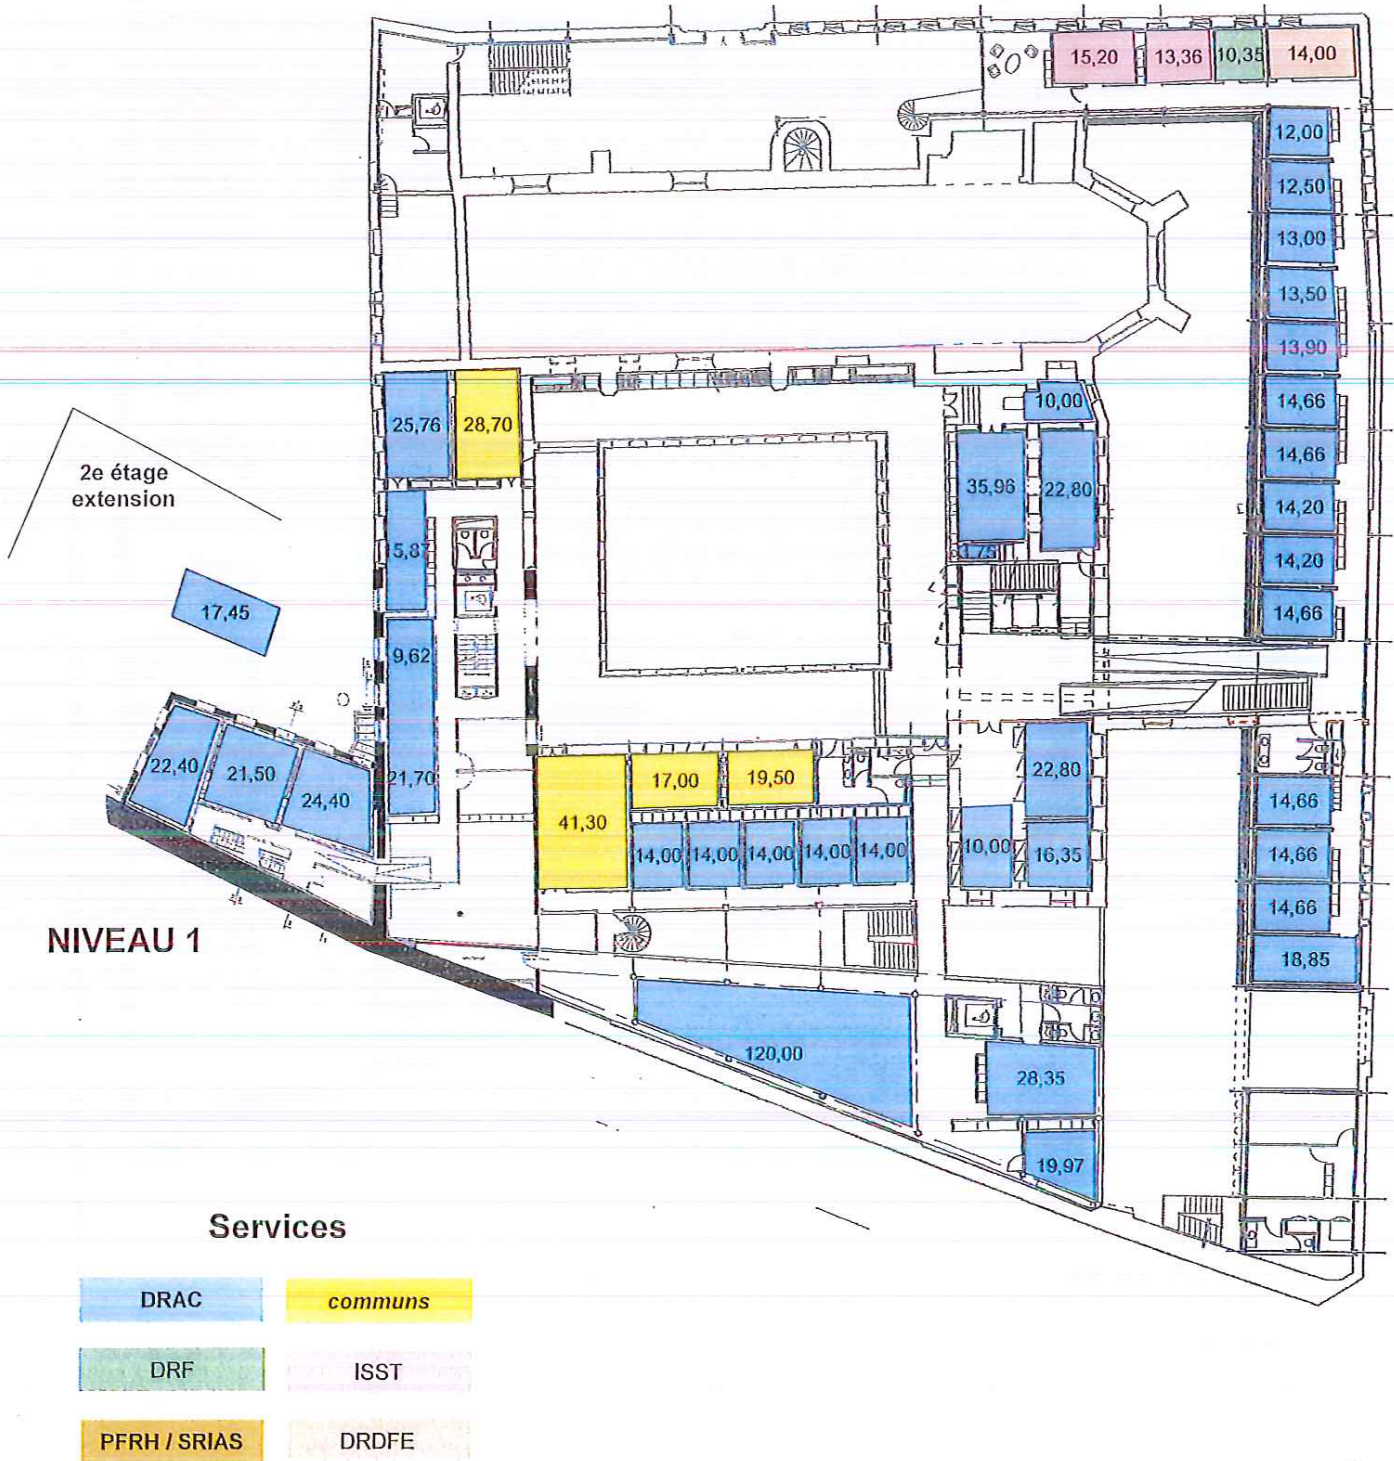 15,20 13,36 10,35 14,00
12,00
12,50
13,00
13,50
13,90
25,76 28,70
10,00
14,66
2e étage
extension
35,96 22,80
14,66
14,20
5,87
1,75
14,20
17,45
14,66
9,62
22,40 21,50 24,40
21,70
17,00 19,50
22,80
41,30
14,66
14,00 14,00 14,00 14,00 14,00
10,00 16,35
14,66
14,66
NIVEAU 1
18,85
120,00
28,35
19,97
Services
DRAC communs
DRF ISST
PFRH / SRIAS DRDFE